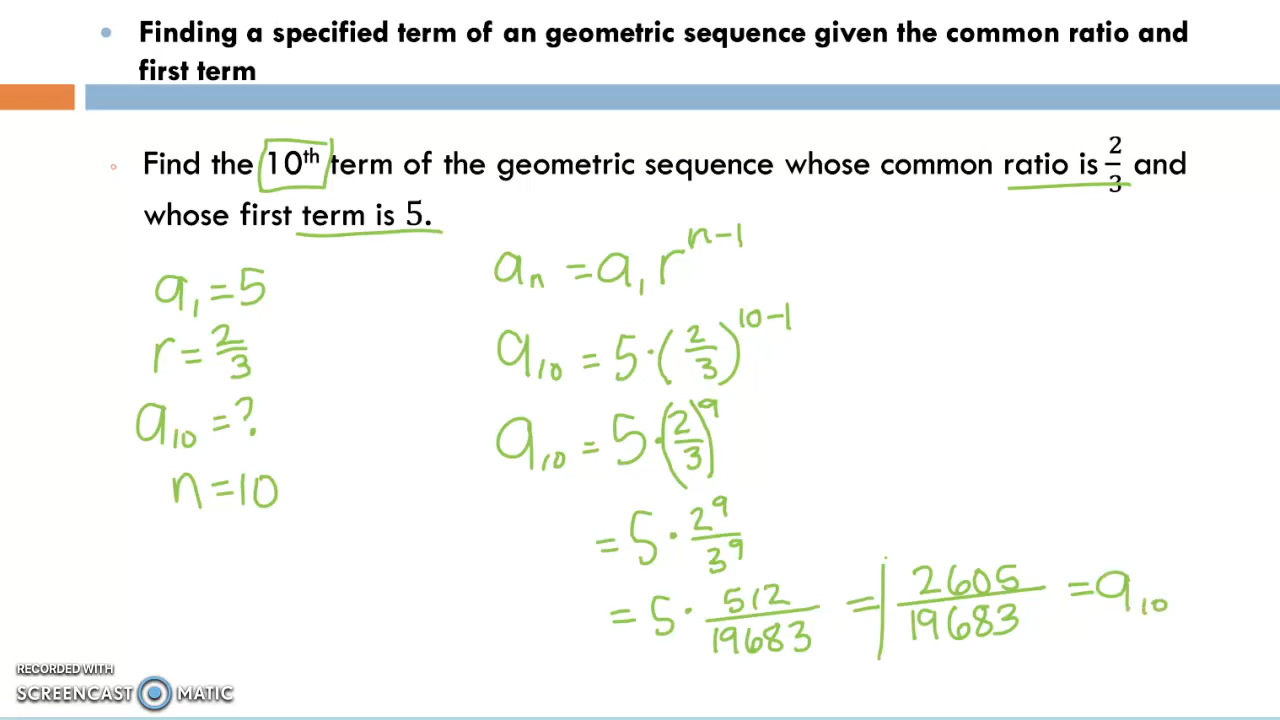 • Finding a specified term of an geometric sequence given the common ratio and
first term
Find the 10th term of the geometric sequence whose common ratio is 2/3 and
whose first term is 5.
a₁ = 5
r = 2/3
a₁₀ = ?
n = 10
aₙ = a₁ r^(n-1)
a₁₀ = 5 · (2/3)^(10-1)
a₁₀ = 5 · (2/3)^9
= 5 · 2^9/3^9
= 5 · 512/19683 = 2605/19683 = a₁₀
RECORDED WITH
SCREENCAST MATIC